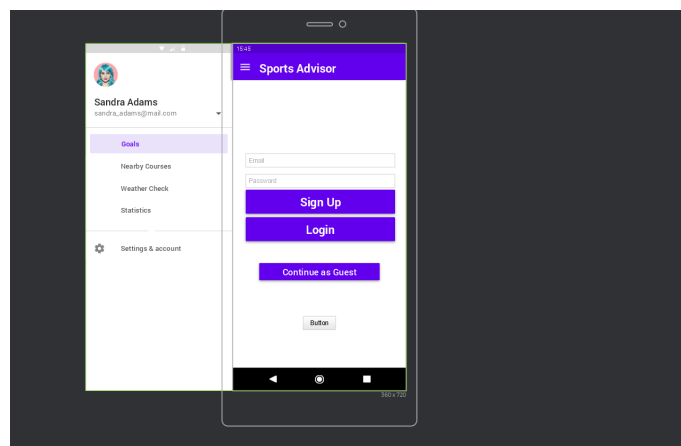 15:45
Sports Advisor
Sandra Adams
sandra_adams@mail.com
Goals
Nearby Courses
Weather Check
Statistics
Settings & account
Email
Password
Sign Up
Login
Continue as Guest
Button
360 x 720